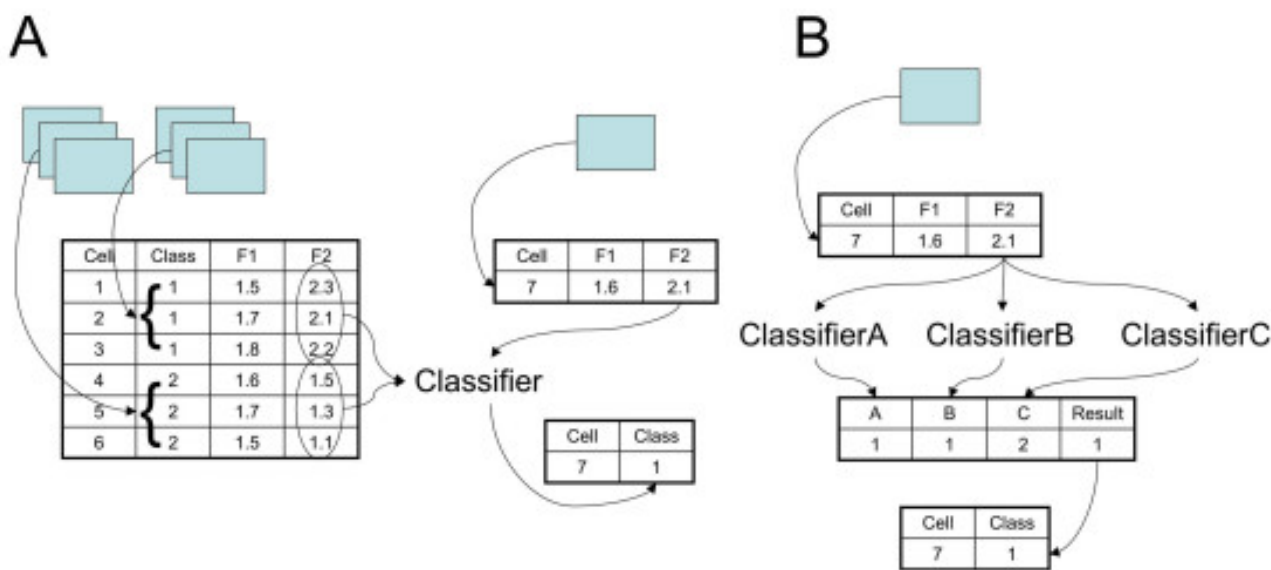 A
Cell Class F1 F2
1 1 1.5 2.3
2 1 1.7 2.1
3 1 1.8 2.2
4 2 1.6 1.5
5 2 1.7 1.3
6 2 1.5 1.1
Cell F1 F2
7 1.6 2.1
Classifier
Cell Class
7 1
B
Cell F1 F2
7 1.6 2.1
ClassifierA ClassifierB ClassifierC
A B C Result
1 1 2 1
Cell Class
7 1